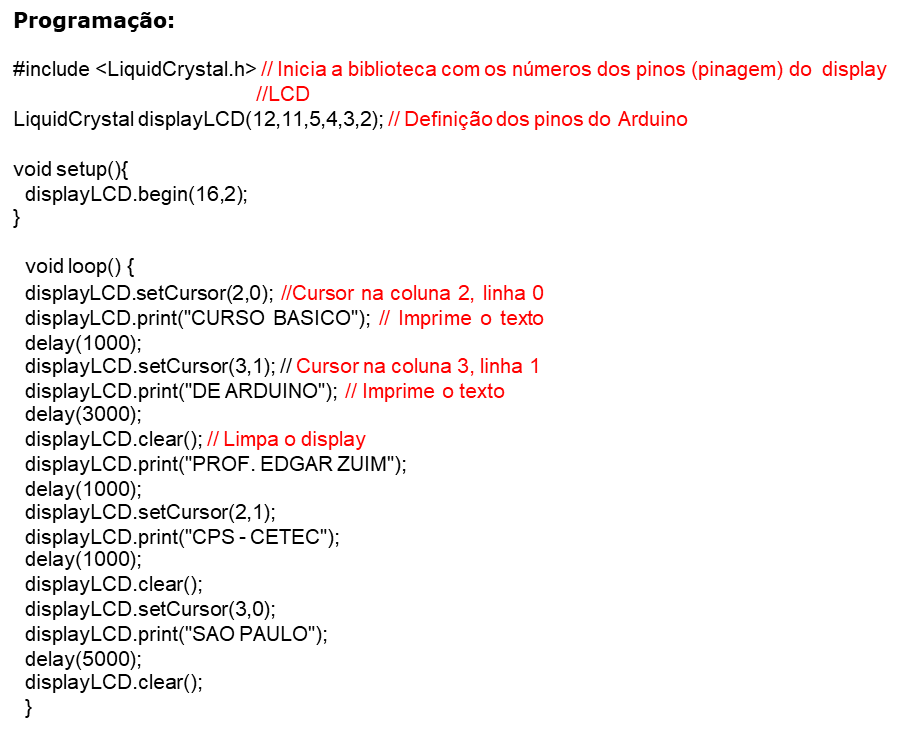 Programação:
#include <LiquidCrystal.h> // Inicia a biblioteca com os números dos pinos (pinagem) do display
//LCD
LiquidCrystal displayLCD(12,11,5,4,3,2); // Definição dos pinos do Arduino
void setup(){
displayLCD.begin(16,2);
}
void loop() {
displayLCD.setCursor(2,0); //Cursor na coluna 2, linha 0
displayLCD.print("CURSO BASICO"); // Imprime o texto
delay(1000);
displayLCD.setCursor(3,1); // Cursor na coluna 3, linha 1
displayLCD.print("DE ARDUINO"); // Imprime o texto
delay(3000);
displayLCD.clear(); // Limpa o display
displayLCD.print("PROF. EDGAR ZUIM");
delay(1000);
displayLCD.setCursor(2,1);
displayLCD.print("CPS - CETEC");
delay(1000);
displayLCD.clear();
displayLCD.setCursor(3,0);
displayLCD.print("SAO PAULO");
delay(5000);
displayLCD.clear();
}